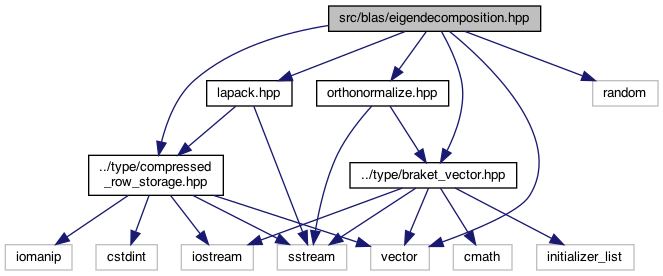 src/blas/eigendecomposition.hpp
lapack.hpp
orthonormalize.hpp
random
../type/compressed
_row_storage.hpp
../type/braket_vector.hpp
iomanip
cstdint
iostream
sstream
vector
cmath
initializer_list